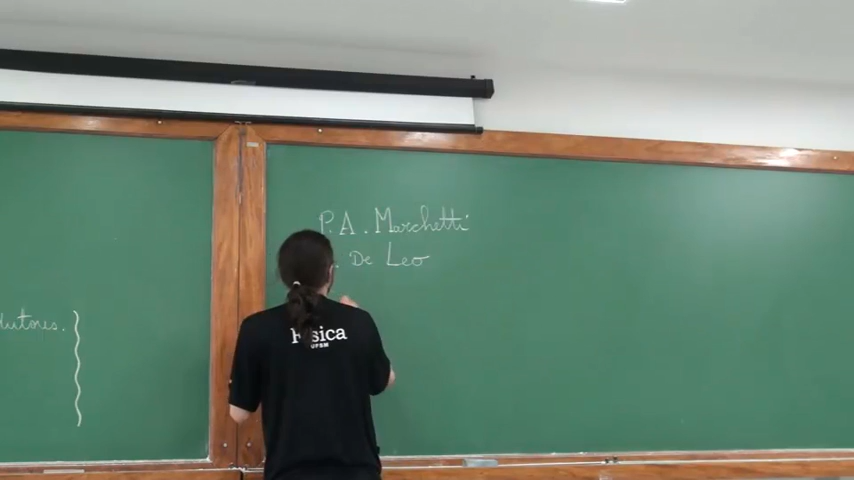 P. A. Marchetti
De Leo
dutores.
Física
UFSM